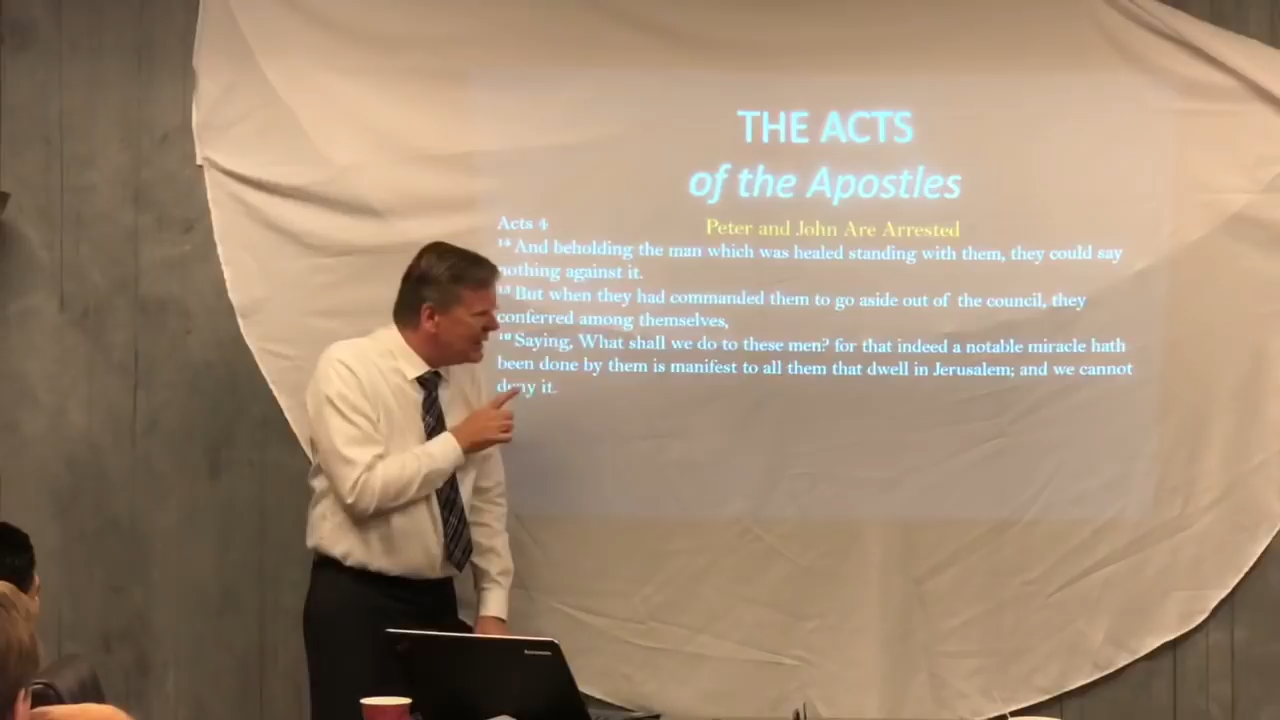 THE ACTS
of the Apostles
Acts 4
Peter and John Are Arrested
14 And beholding the man which was healed standing with them, they could say
nothing against it.
15 But when they had commanded them to go aside out of the council, they
conferred among themselves,
16 Saying, What shall we do to these men? for that indeed a notable miracle hath
been done by them is manifest to all them that dwell in Jerusalem; and we cannot
deny it.
lenovo